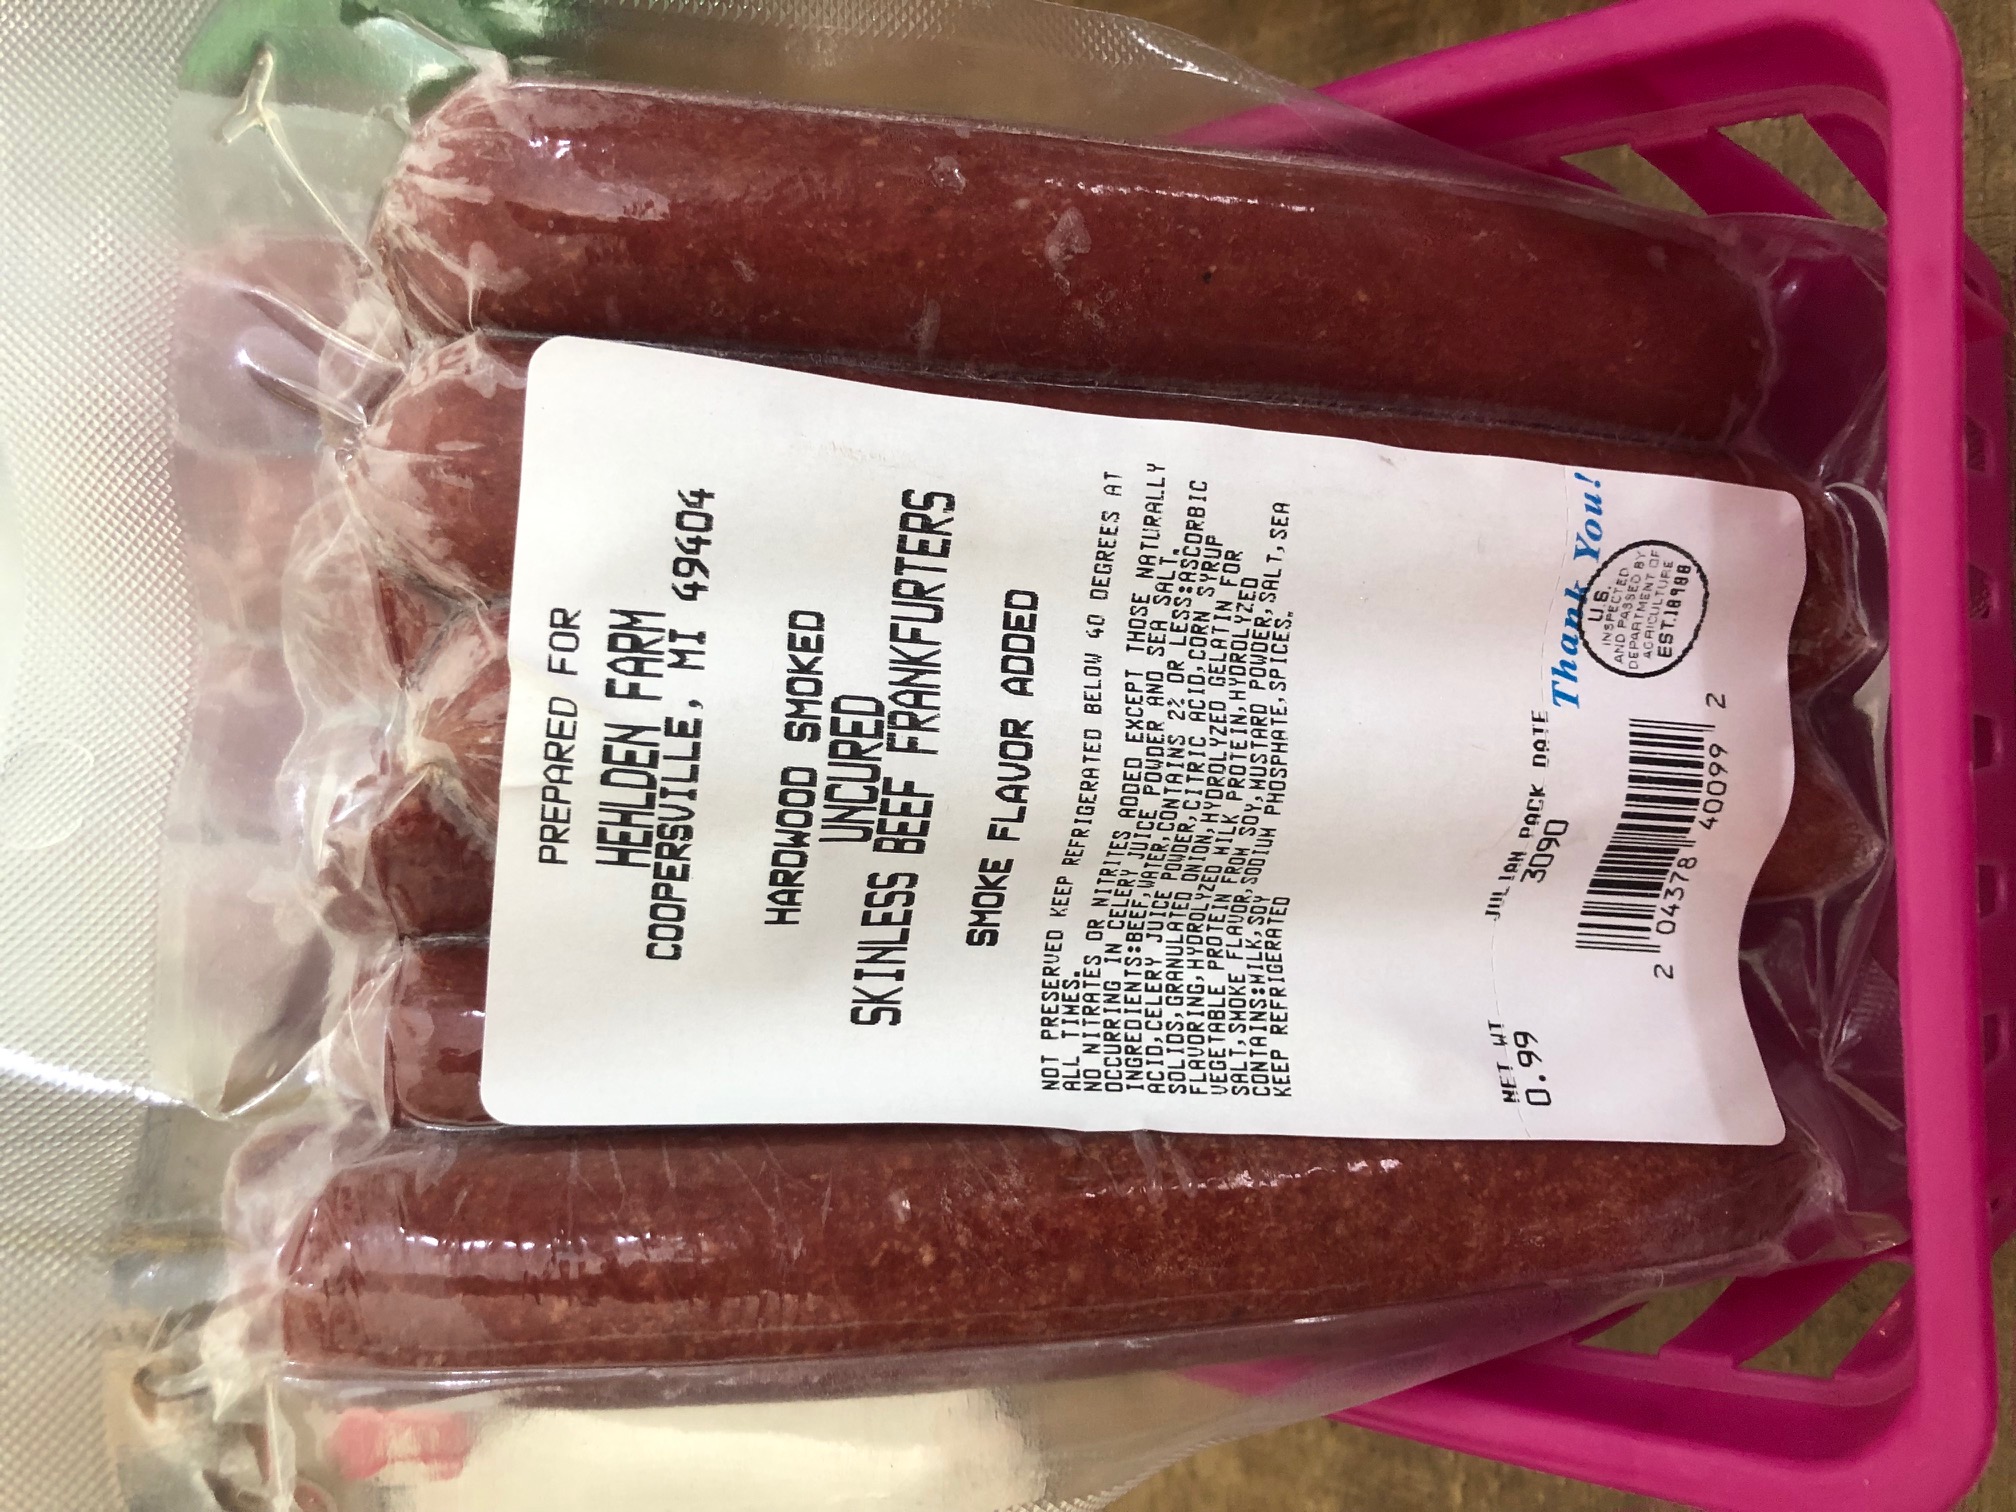 PREPARED FOR
HEHLDEN FARM
COOPERSVILLE, MI 49404
HARDWOOD SMOKED
UNCURED
SKINLESS BEEF FRANKFURTERS
SMOKE FLAVOR ADDED
NOT PRESERVED KEEP REFRIGERATED BELOW 40 DEGREES AT
ALL TIMES.
NO NITRATES OR NITRITES ADDED EXCEPT THOSE NATURALLY
OCCURRING IN CELERY JUICE POWDER AND SEA SALT.
INGREDIENTS:BEEF,WATER,CONTAINS 2% OR LESS:ASCORBIC
ACID,CELERY JUICE POWDER,CITRIC ACID,CORN SYRUP
SOLIDS,GRANULATED ONION,HYDROLYZED GELATIN FOR
FLAVORING,HYDROLYZED MILK PROTEIN,HYDROLYZED
VEGETABLE PROTEIN FROM SOY,MUSTARD POWDER,SALT,SEA
SALT,SMOKE FLAVOR,SODIUM PHOSPHATE,SPICES.
CONTAINS:MILK,SOY
KEEP REFRIGERATED
NET WT JULIAN PACK DATE
0.99 3090
Thank You!
2 04378 40099 2
U.S.
INSPECTED
AND PASSED BY
DEPARTMENT OF
AGRICULTURE
EST.18988